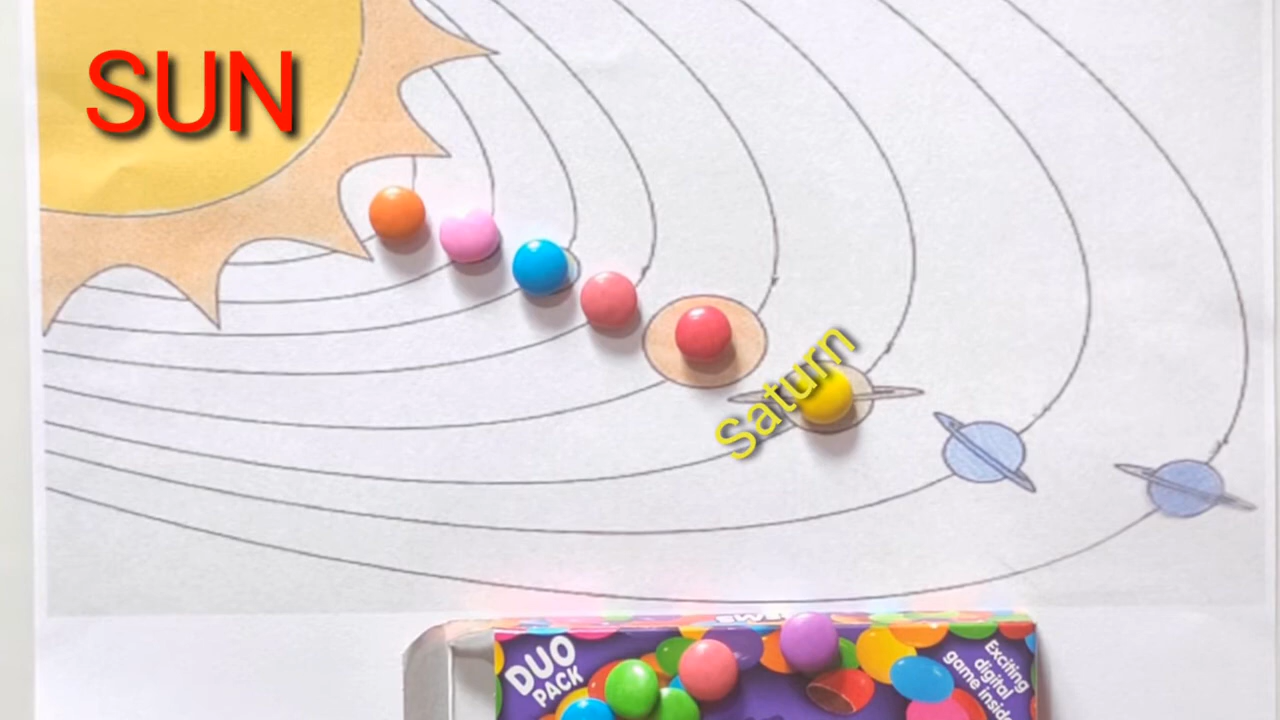 SUN
Saturn
DUO
PACK
Exciting
digital
game inside